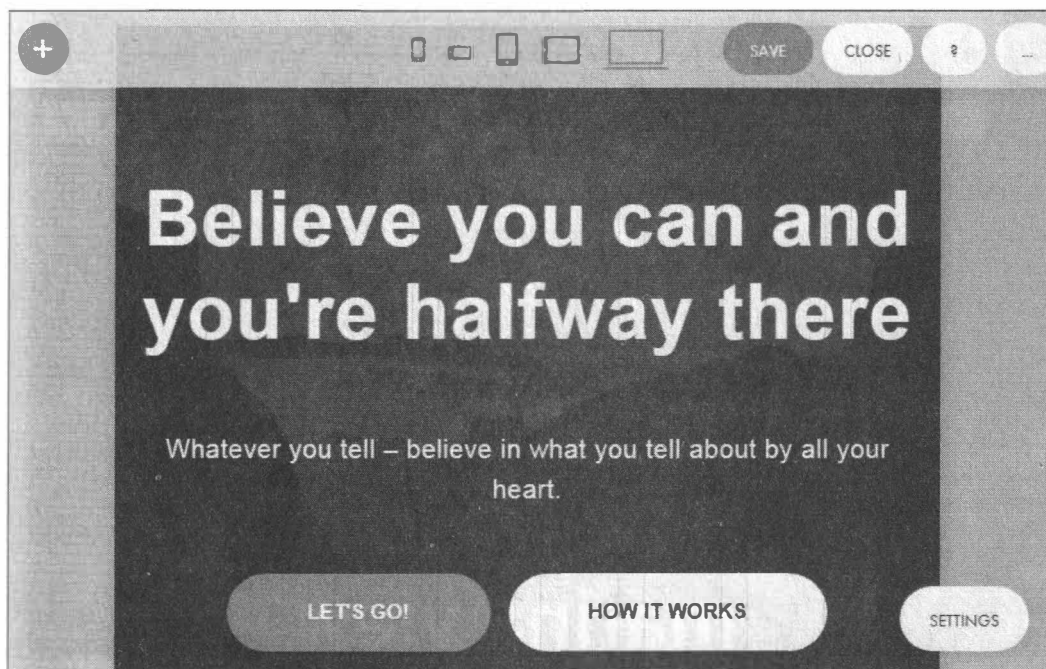 +
SAVE CLOSE ? ...
Believe you can and
you're halfway there
Whatever you tell – believe in what you tell about by all your
heart.
LET'S GO! HOW IT WORKS
SETTINGS